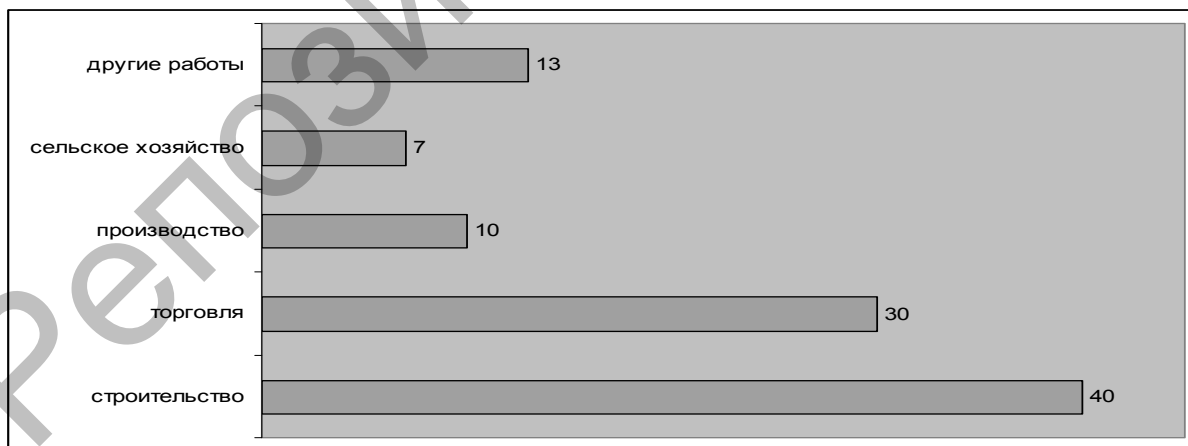 другие работы 13
сельское хозяйство 7
производство 10
торговля 30
строительство 40